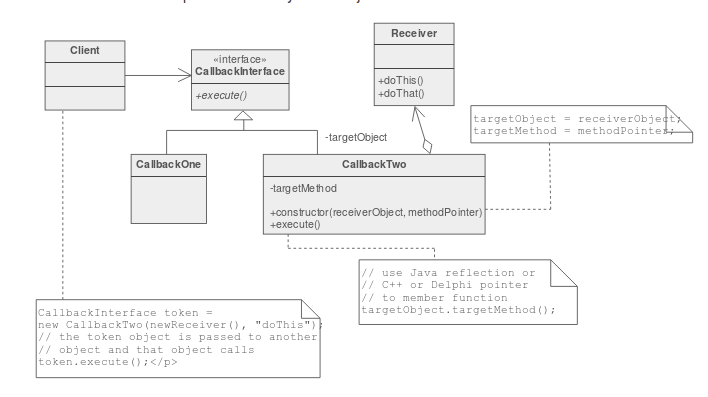 Receiver
Client
«interface»
CallbackInterface
+execute()
+doThis()
+doThat()
targetObject = receiverObject;
targetMethod = methodPointer;
-targetObject
CallbackOne
CallbackTwo
-targetMethod
+constructor(receiverObject, methodPointer)
+execute()
// use Java reflection or
// C++ or Delphi pointer
// to member function
targetObject.targetMethod();
CallbackInterface token =
new CallbackTwo(newReceiver(), "doThis");
// the token object is passed to another
// object and that object calls
token.execute();</p>